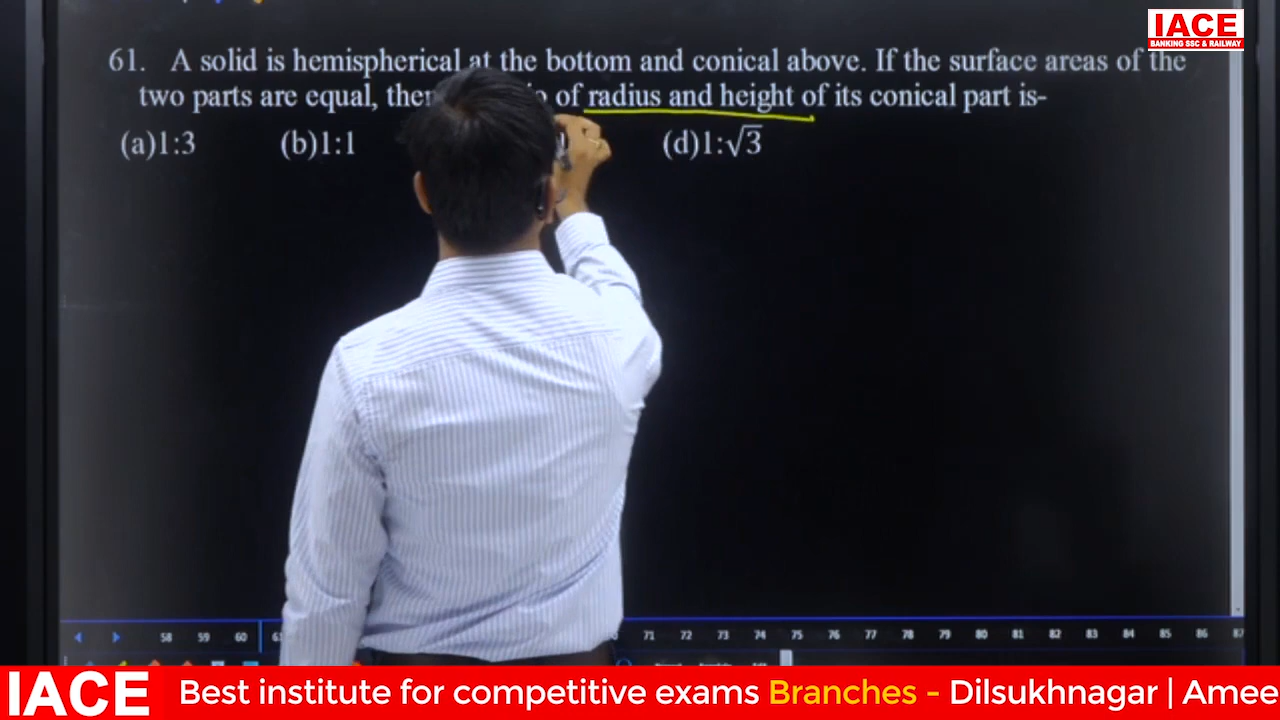 IACE
BANKING SSC & RAILWAY
61. A solid is hemispherical at the bottom and conical above. If the surface areas of the
two parts are equal, of radius and height of its conical part is-
(a)1:3 (b)1:1 (d)1:√3
58 59 60 71 72 73 74 75 76 77 78 79 80 81 82 83 84 85 86 87
IACE Best institute for competitive exams Branches - Dilsukhnagar | Amee